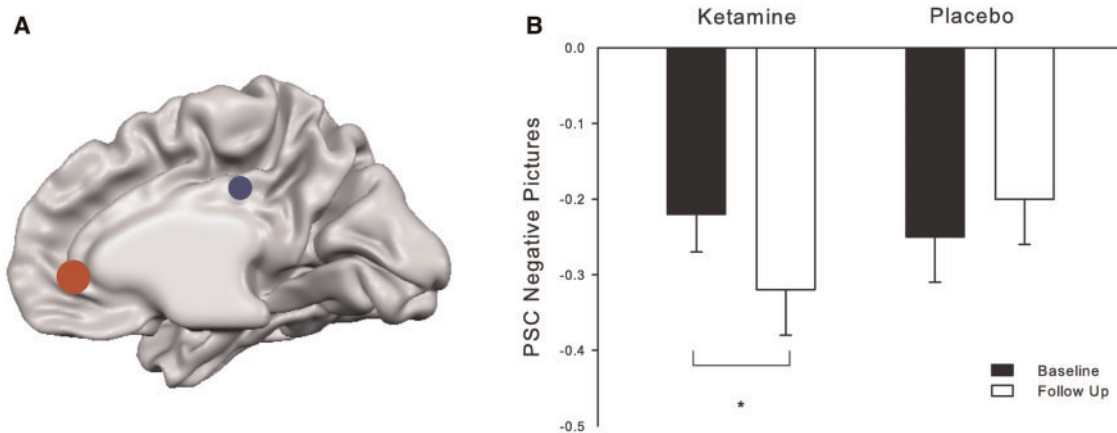 A
B
Ketamine
Placebo
PSC Negative Pictures
0.0
-0.1
-0.2
-0.3
-0.4
-0.5
*
Baseline
Follow Up